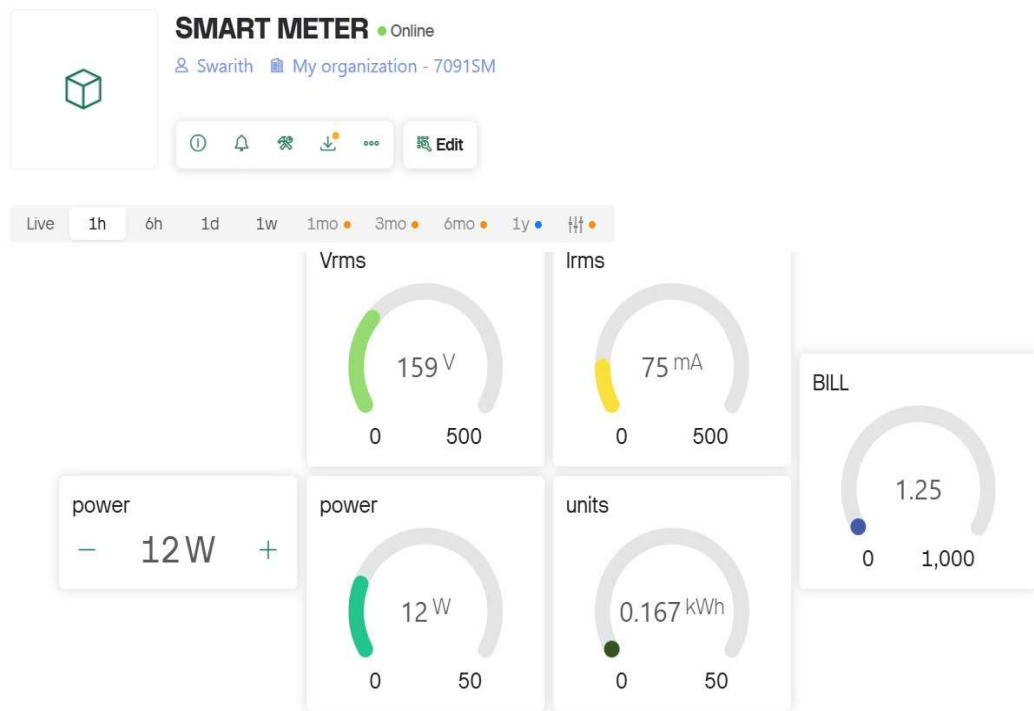 SMART METER Online
Swarith My organization - 7091SM
Edit
Live 1h 6h 1d 1w 1mo 3mo 6mo 1y
Vrms
159 V
0 500
Irms
75 mA
0 500
BILL
1.25
0 1,000
power
− 12 W +
power
12 W
0 50
units
0.167 kWh
0 50